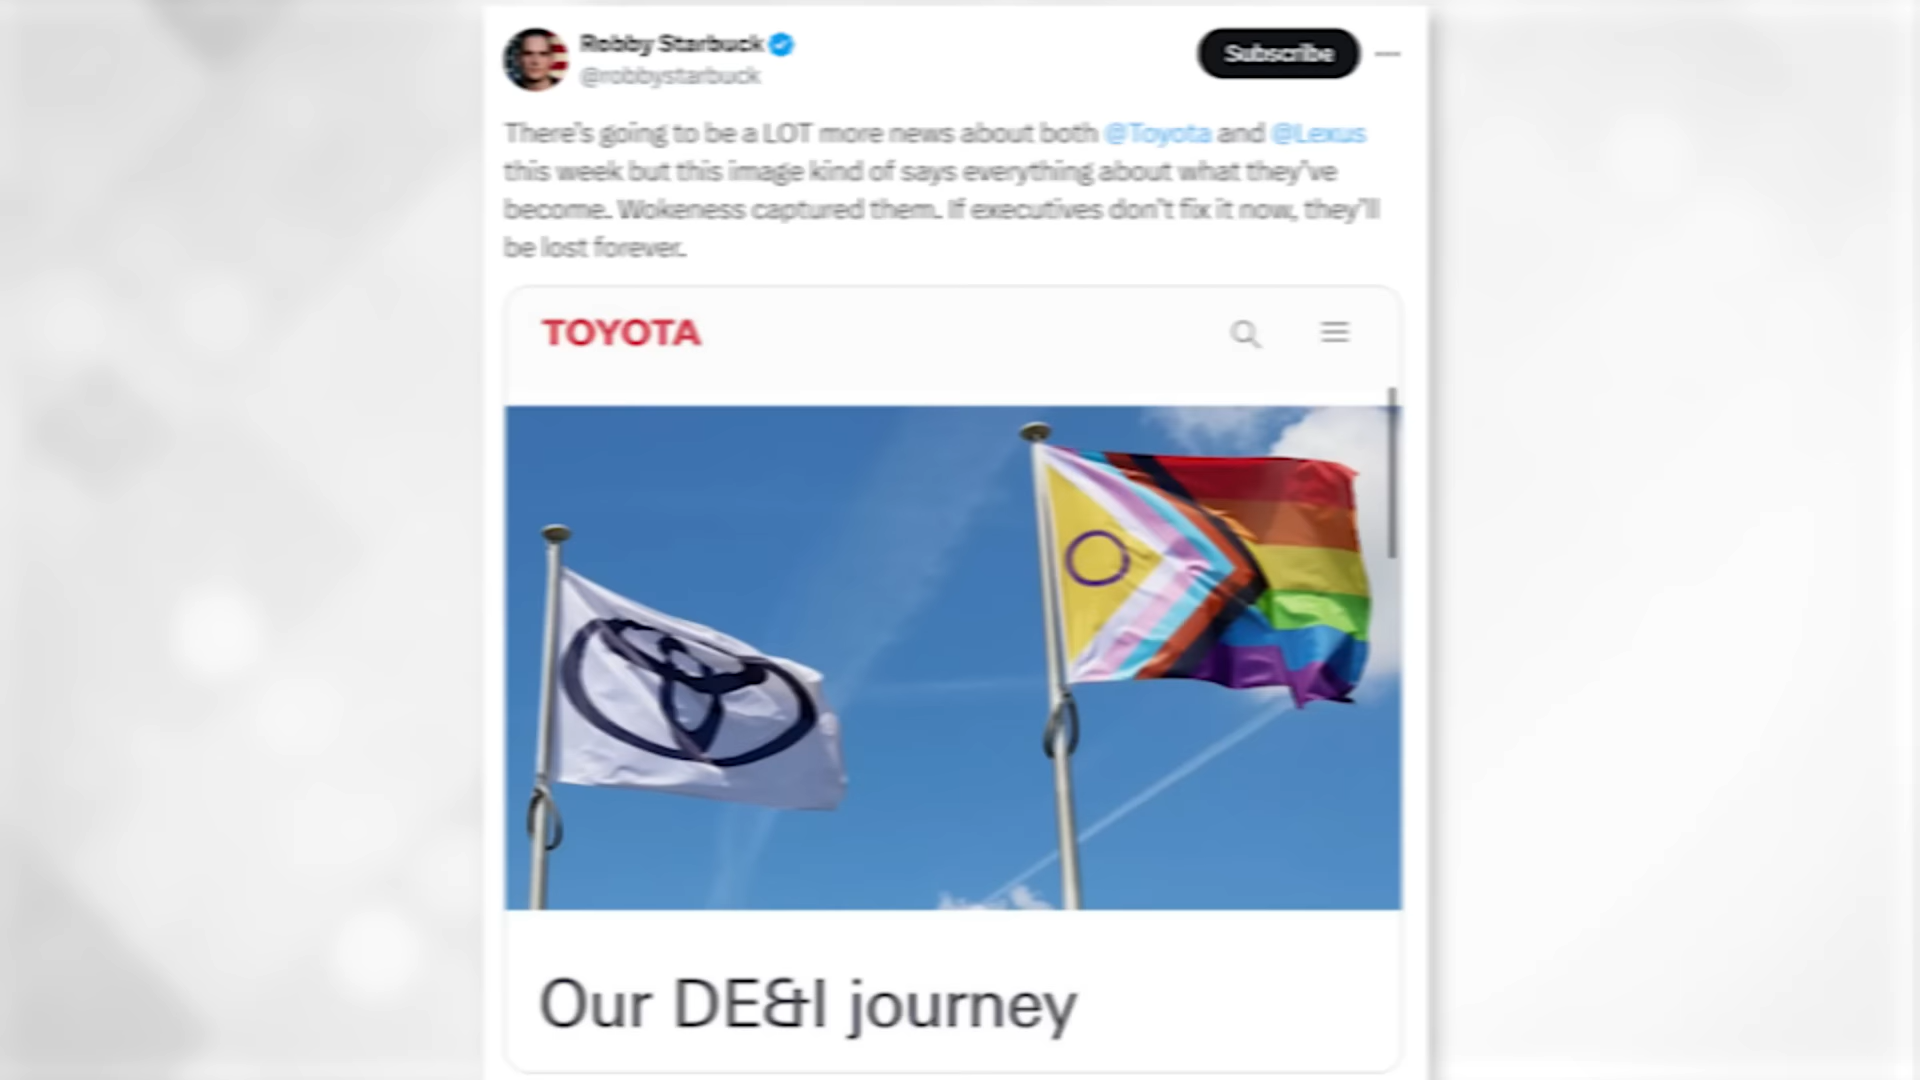 Robby Starbuck
@robbystarbuck
Subscribe
There's going to be a LOT more news about both @Toyota and @Lexus
this week but this image kind of says everything about what they've
become. Wokeness captured them. If executives don't fix it now, they'll
be lost forever.
TOYOTA
Our DE&I journey